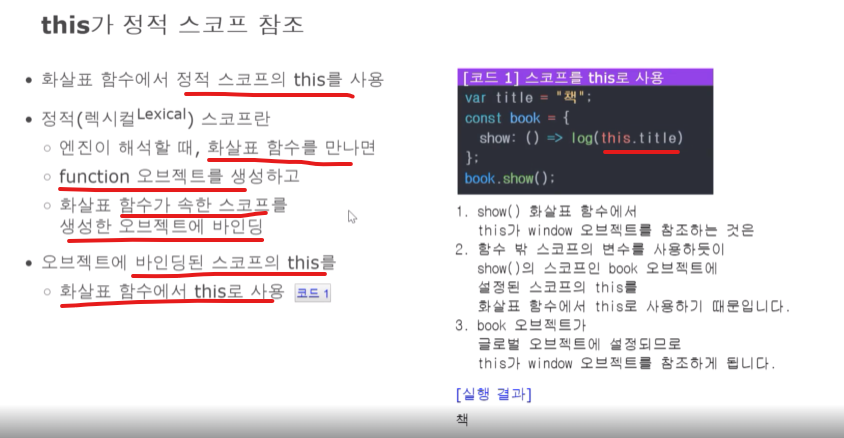 this가 정적 스코프 참조
• 화살표 함수에서 정적 스코프의 this를 사용
• 정적(렉시컬Lexical) 스코프란
○ 엔진이 해석할 때, 화살표 함수를 만나면
○ function 오브젝트를 생성하고
○ 화살표 함수가 속한 스코프를
생성한 오브젝트에 바인딩
• 오브젝트에 바인딩된 스코프의 this를
○ 화살표 함수에서 this로 사용 코드 1
[코드 1] 스코프를 this로 사용
var title = "책";
const book = {
show: () => log(this.title)
};
book.show();
1. show() 화살표 함수에서
this가 window 오브젝트를 참조하는 것은
2. 함수 밖 스코프의 변수를 사용하듯이
show()의 스코프인 book 오브젝트에
설정된 스코프의 this를
화살표 함수에서 this로 사용하기 때문입니다.
3. book 오브젝트가
글로벌 오브젝트에 설정되므로
this가 window 오브젝트를 참조하게 됩니다.
[실행 결과]
책